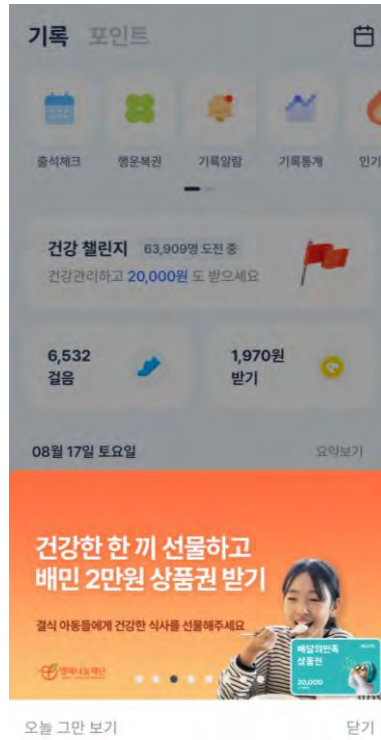 기록 포인트
출석체크 행운복권 기록알람 기록통계 인기
건강 챌린지 63,909명 도전 중
건강관리하고 20,000원 도 받으세요
6,532
걸음
1,970원
받기
08월 17일 토요일 요약보기
건강한 한 끼 선물하고
배민 2만원 상품권 받기
결식 아동들에게 건강한 식사를 선물해주세요
배달의민족
상품권
20,000
오늘 그만 보기 닫기